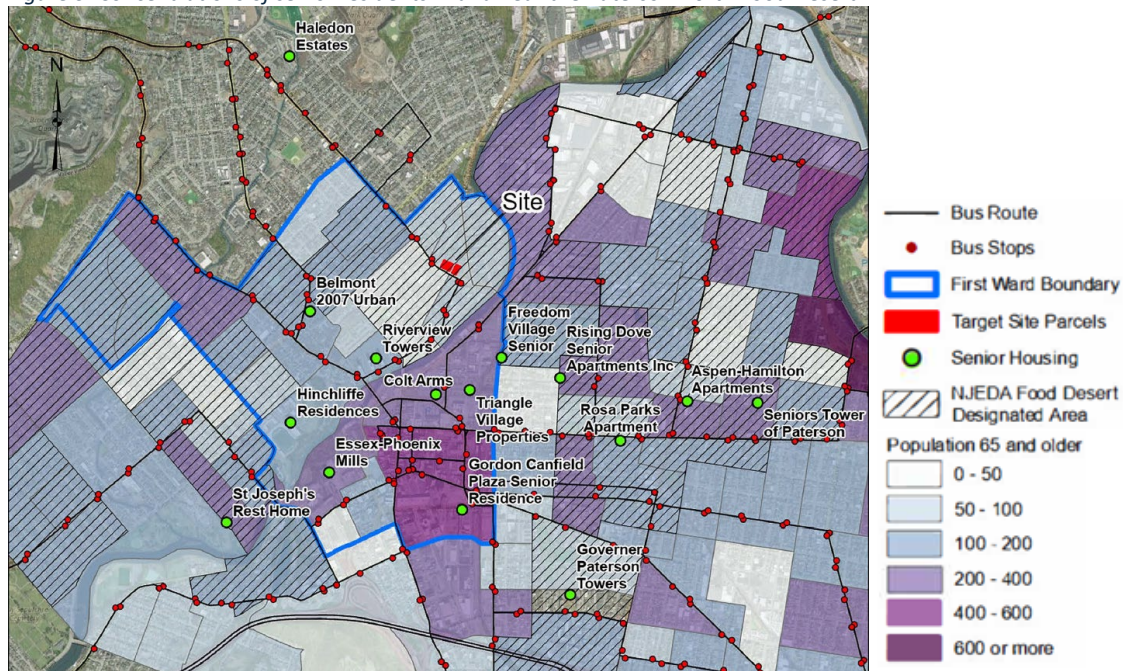 Haledon
Estates
N
Site
Belmont
2007 Urban
Riverview
Towers
Freedom
Village
Senior
Rising Dove
Senior
Apartments Inc
Colt Arms
Aspen-Hamilton
Apartments
Hinchliffe
Residences
Triangle
Village
Properties
Rosa Parks
Apartment
Seniors Tower
of Paterson
Essex-Phoenix
Mills
Gordon Canfield
Plaza-Senior
Residence
St Joseph's
Rest Home
Governer
Paterson
Towers
Bus Route
Bus Stops
First Ward Boundary
Target Site Parcels
Senior Housing
NJEDA Food Desert
Designated Area
Population 65 and older
0 - 50
50 - 100
100 - 200
200 - 400
400 - 600
600 or more